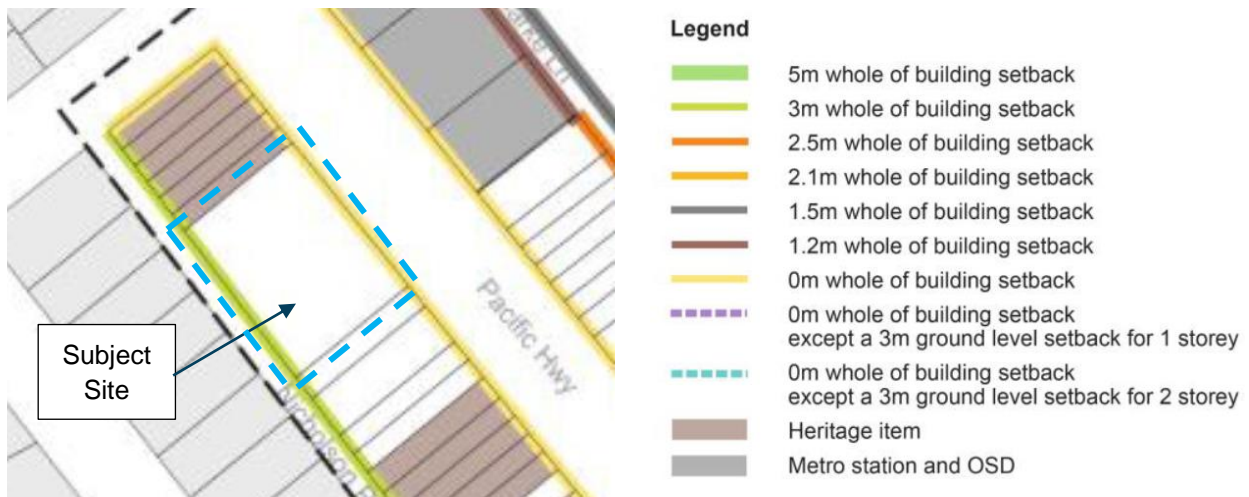 Pacific Hwy
Subject
Site
Legend
5m whole of building setback
3m whole of building setback
2.5m whole of building setback
2.1m whole of building setback
1.5m whole of building setback
1.2m whole of building setback
0m whole of building setback
0m whole of building setback
except a 3m ground level setback for 1 storey
0m whole of building setback
except a 3m ground level setback for 2 storey
Heritage item
Metro station and OSD